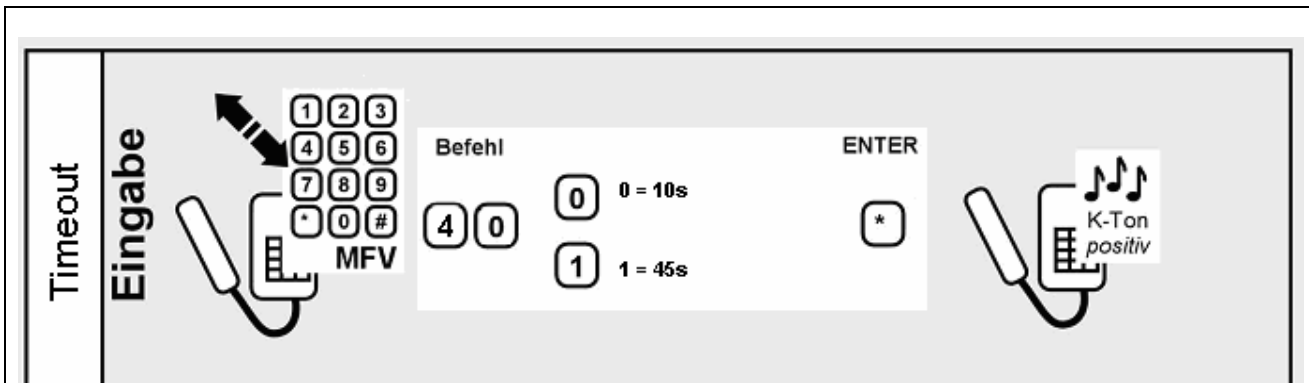 Timeout
Eingabe
1 2 3
4 5 6
7 8 9
* 0 #
MFV
Befehl
ENTER
4 0
0 0 = 10s
1 1 = 45s
*
K-Ton
positiv